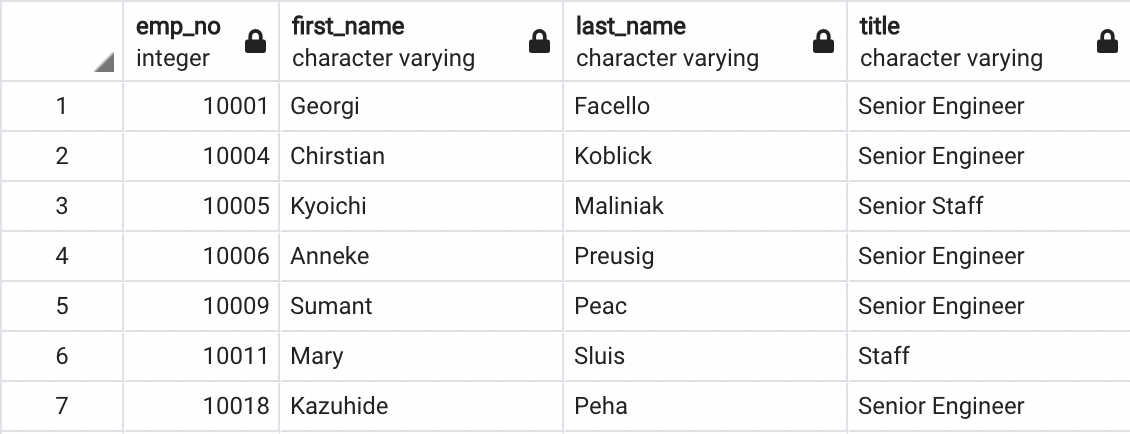 emp_no first_name last_name title
integer character varying character varying character varying
1 10001 Georgi Facello Senior Engineer
2 10004 Chirstian Koblick Senior Engineer
3 10005 Kyoichi Maliniak Senior Staff
4 10006 Anneke Preusig Senior Engineer
5 10009 Sumant Peac Senior Engineer
6 10011 Mary Sluis Staff
7 10018 Kazuhide Peha Senior Engineer